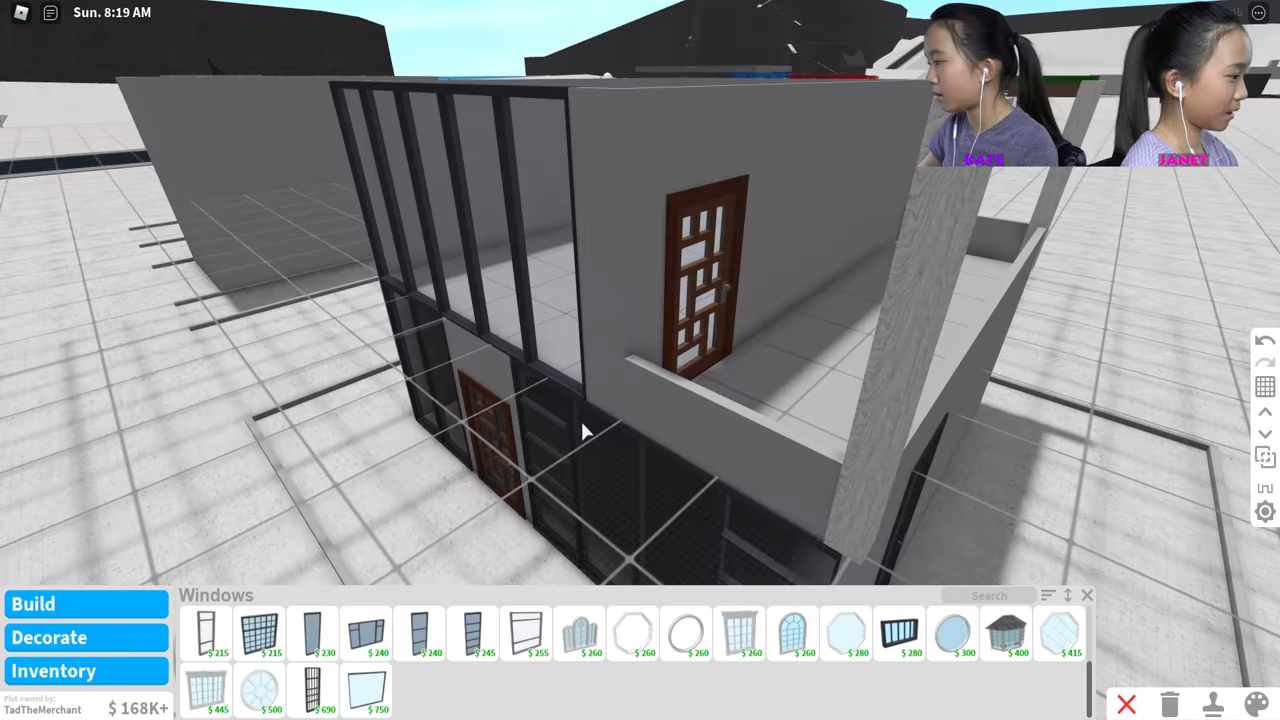 Sun. 8:19 AM
KATE
JANET
Build
Decorate
Inventory
Plot owned by:
TadTheMerchant
$ 168K+
Windows
Search
$ 215
$ 215
$ 230
$ 240
$ 240
$ 245
$ 255
$ 260
$ 260
$ 260
$ 260
$ 260
$ 280
$ 280
$ 300
$ 400
$ 415
$ 445
$ 500
$ 690
$ 750